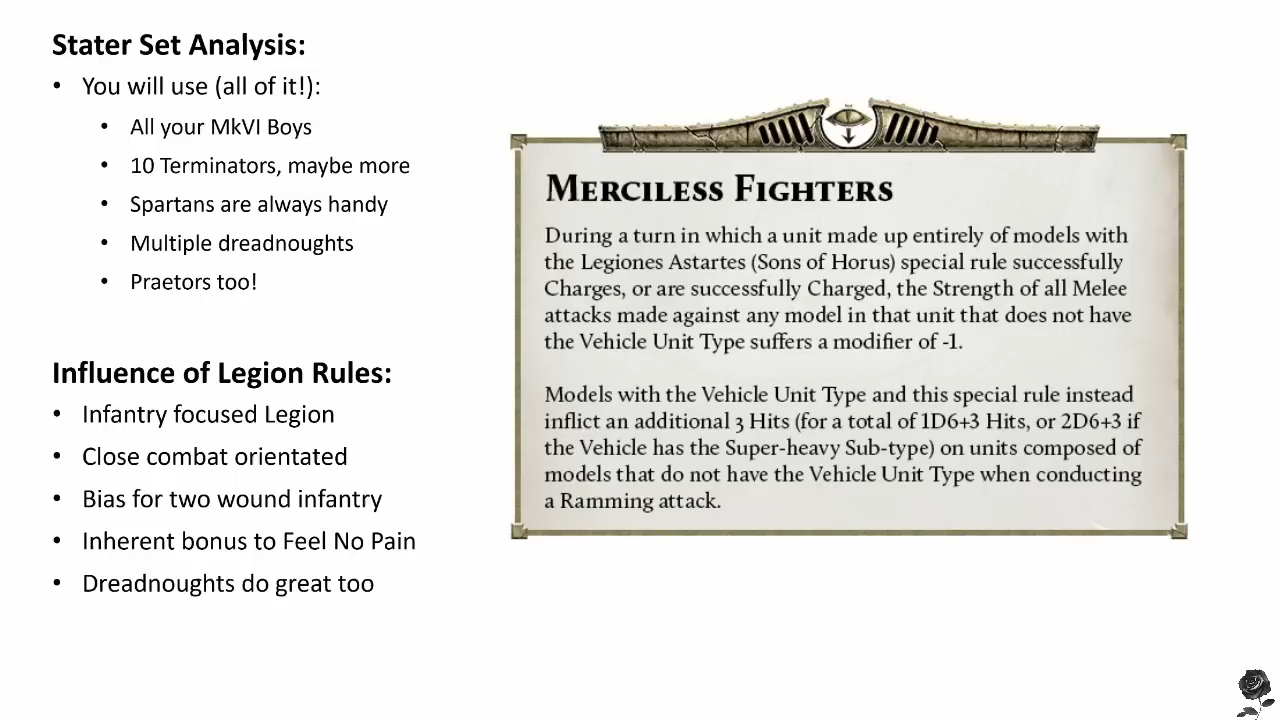 Stater Set Analysis:
• You will use (all of it!):
• All your MkVI Boys
• 10 Terminators, maybe more
• Spartans are always handy
• Multiple dreadnoughts
• Praetors too!
Influence of Legion Rules:
• Infantry focused Legion
• Close combat orientated
• Bias for two wound infantry
• Inherent bonus to Feel No Pain
• Dreadnoughts do great too
Merciless Fighters
During a turn in which a unit made up entirely of models with
the Legiones Astartes (Sons of Horus) special rule successfully
Charges, or are successfully Charged, the Strength of all Melee
attacks made against any model in that unit that does not have
the Vehicle Unit Type suffers a modifier of -1.
Models with the Vehicle Unit Type and this special rule instead
inflict an additional 3 Hits (for a total of 1D6+3 Hits, or 2D6+3 if
the Vehicle has the Super-heavy Sub-type) on units composed of
models that do not have the Vehicle Unit Type when conducting
a Ramming attack.